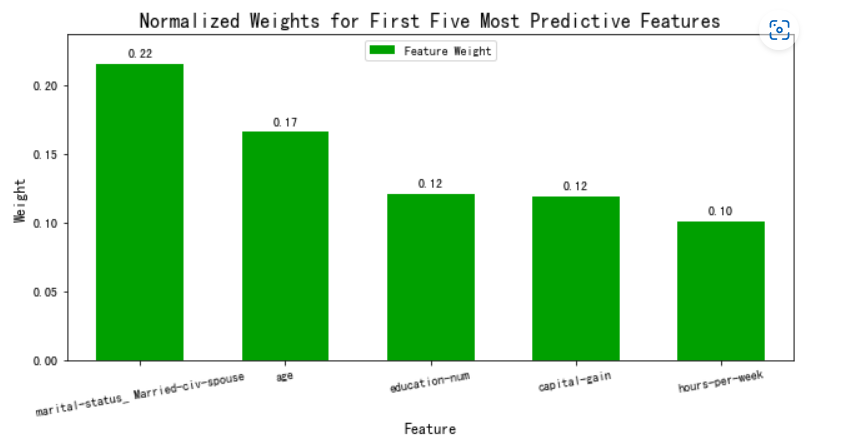 Normalized Weights for First Five Most Predictive Features
Feature Weight
0.22
0.17
0.12
0.12
0.10
Weight
0.20
0.15
0.10
0.05
0.00
marital-status_ Married-civ-spouse
age
education-num
capital-gain
hours-per-week
Feature